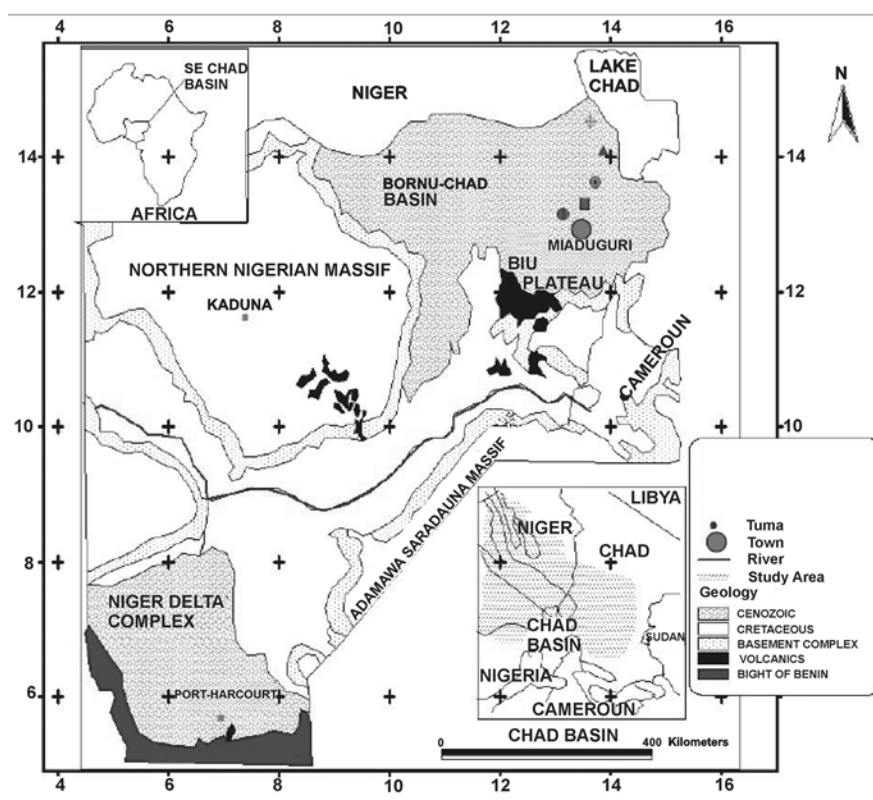 4 6 8 10 12 14 16
SE CHAD
BASIN
AFRICA
NIGER
LAKE
CHAD
N
14 14
BORNU-CHAD
BASIN
MIADUGURI
NORTHERN NIGERIAN MASSIF
BIU
PLATEAU
12 12
KADUNA
CAMEROUN
10 10
ADAMAWA SARADAUNA MASSIF
8
NIGER DELTA
COMPLEX
PORT-HARCOURT
6
LIBYA
NIGER
CHAD
CHAD
BASIN
SUDAN
NIGERIA
CAMEROUN
CHAD BASIN
0 400 Kilometers
Tuma
Town
River
Study Area
Geology
CENOZOIC
CRETACEOUS
BASEMENT COMPLEX
VOLCANICS
BIGHT OF BENIN
4 6 8 10 12 14 16